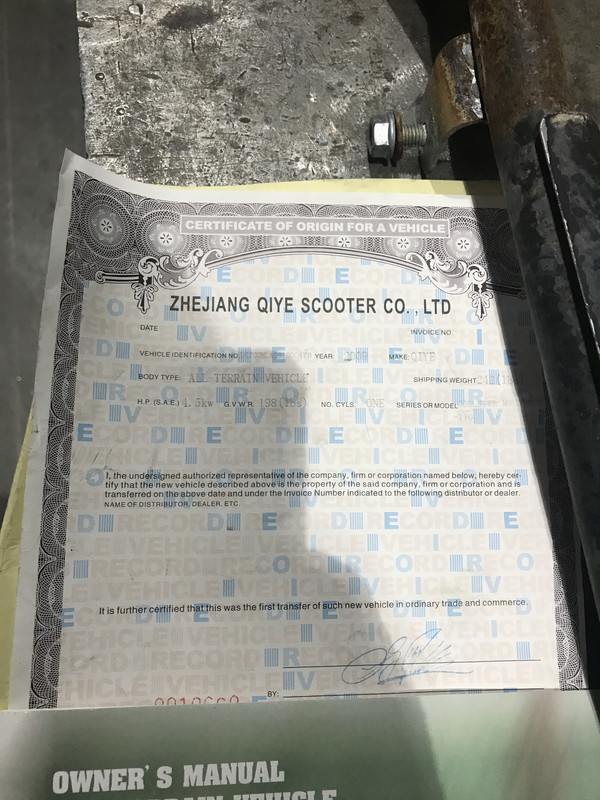 CERTIFICATE OF ORIGIN FOR A VEHICLE
ZHEJIANG QIYE SCOOTER CO., LTD
DATE INVOICE NO.
VEHICLE IDENTIFICATION NO. YEAR 2008 MAKE: QIYE
BODY TYPE: ALL TERRAIN VEHICLE SHIPPING WEIGHT
H.P. (S.A.E.) 4.5kw G.V.W.R. 198(lbs) NO. CYLS. ONE SERIES OR MODEL
I, the undersigned authorized representative of the company, firm or corporation named below, hereby cer-
tify that the new vehicle described above is the property of the said company, firm or corporation and is
transferred on the above date and under the Invoice Number indicated to the following distributor or dealer.
NAME OF DISTRIBUTOR, DEALER, ETC.
It is further certified that this was the first transfer of such new vehicle in ordinary trade and commerce.
BY:
OWNER'S MANUAL
VEHICLE